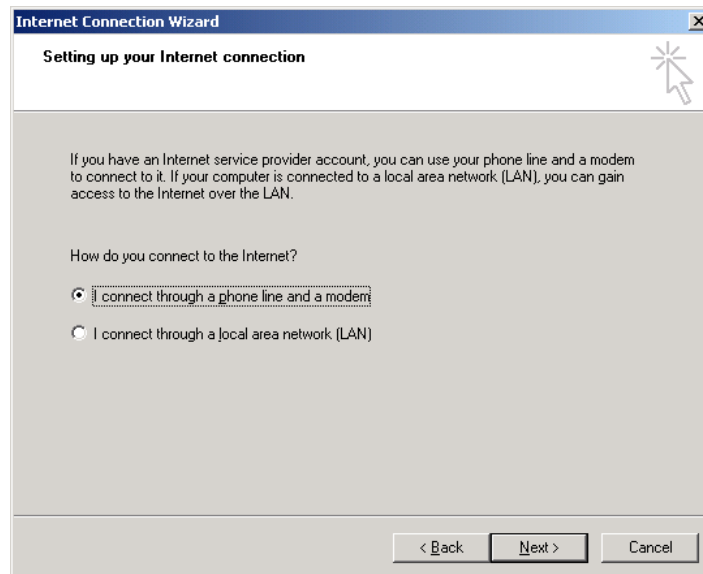 Internet Connection Wizard
Setting up your Internet connection
If you have an Internet service provider account, you can use your phone line and a modem
to connect to it. If your computer is connected to a local area network (LAN), you can gain
access to the Internet over the LAN.
How do you connect to the Internet?
I connect through a phone line and a modem
I connect through a local area network (LAN)
< Back Next > Cancel